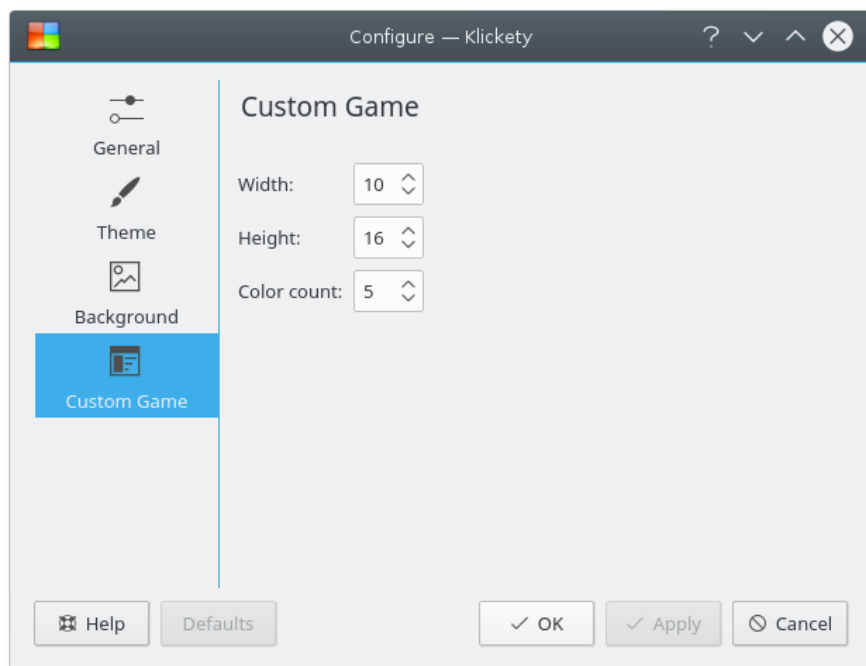 Configure — Klickety
General
Theme
Background
Custom Game
Custom Game
Width: 10
Height: 16
Color count: 5
Help Defaults OK Apply Cancel